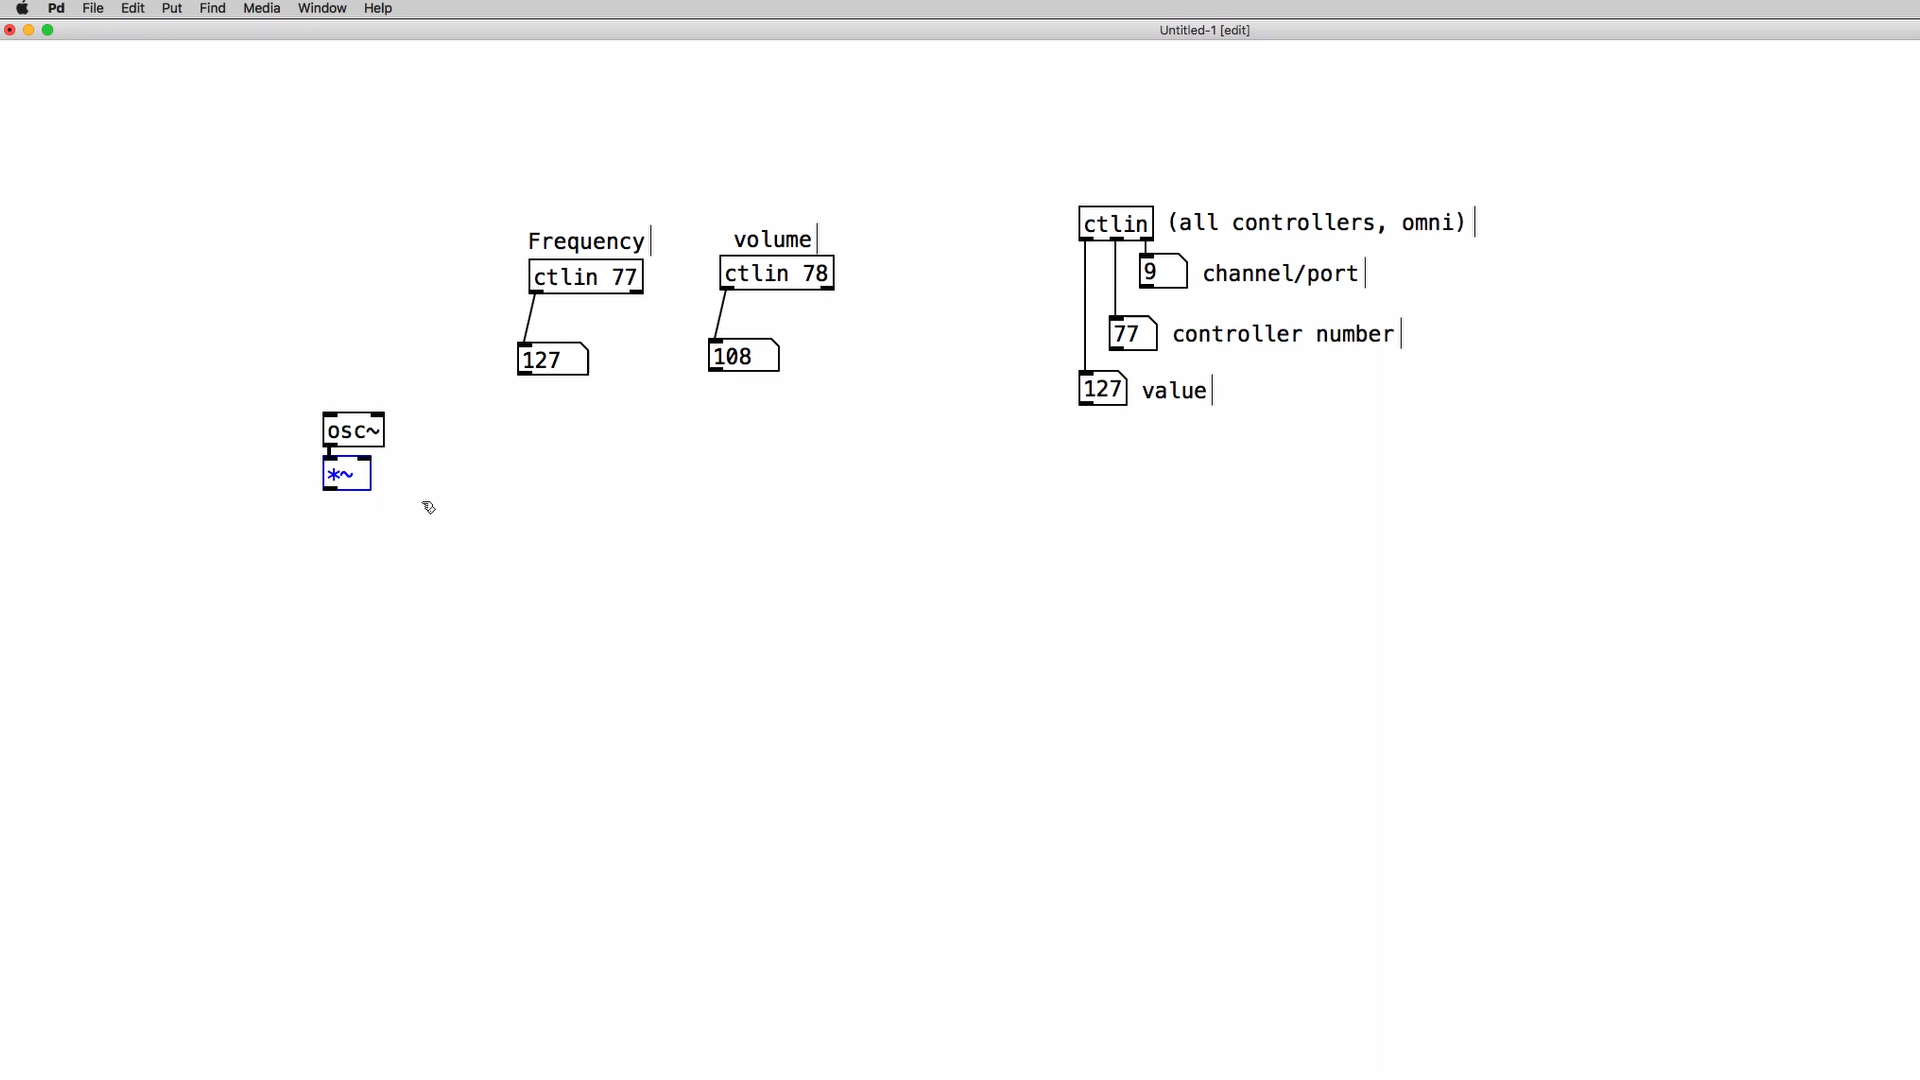 Pd File Edit Put Find Media Window Help
Untitled-1 [edit]
Frequency
ctlin 77
127
volume
ctlin 78
108
ctlin (all controllers, omni)
9 channel/port
77 controller number
127 value
osc~
*~